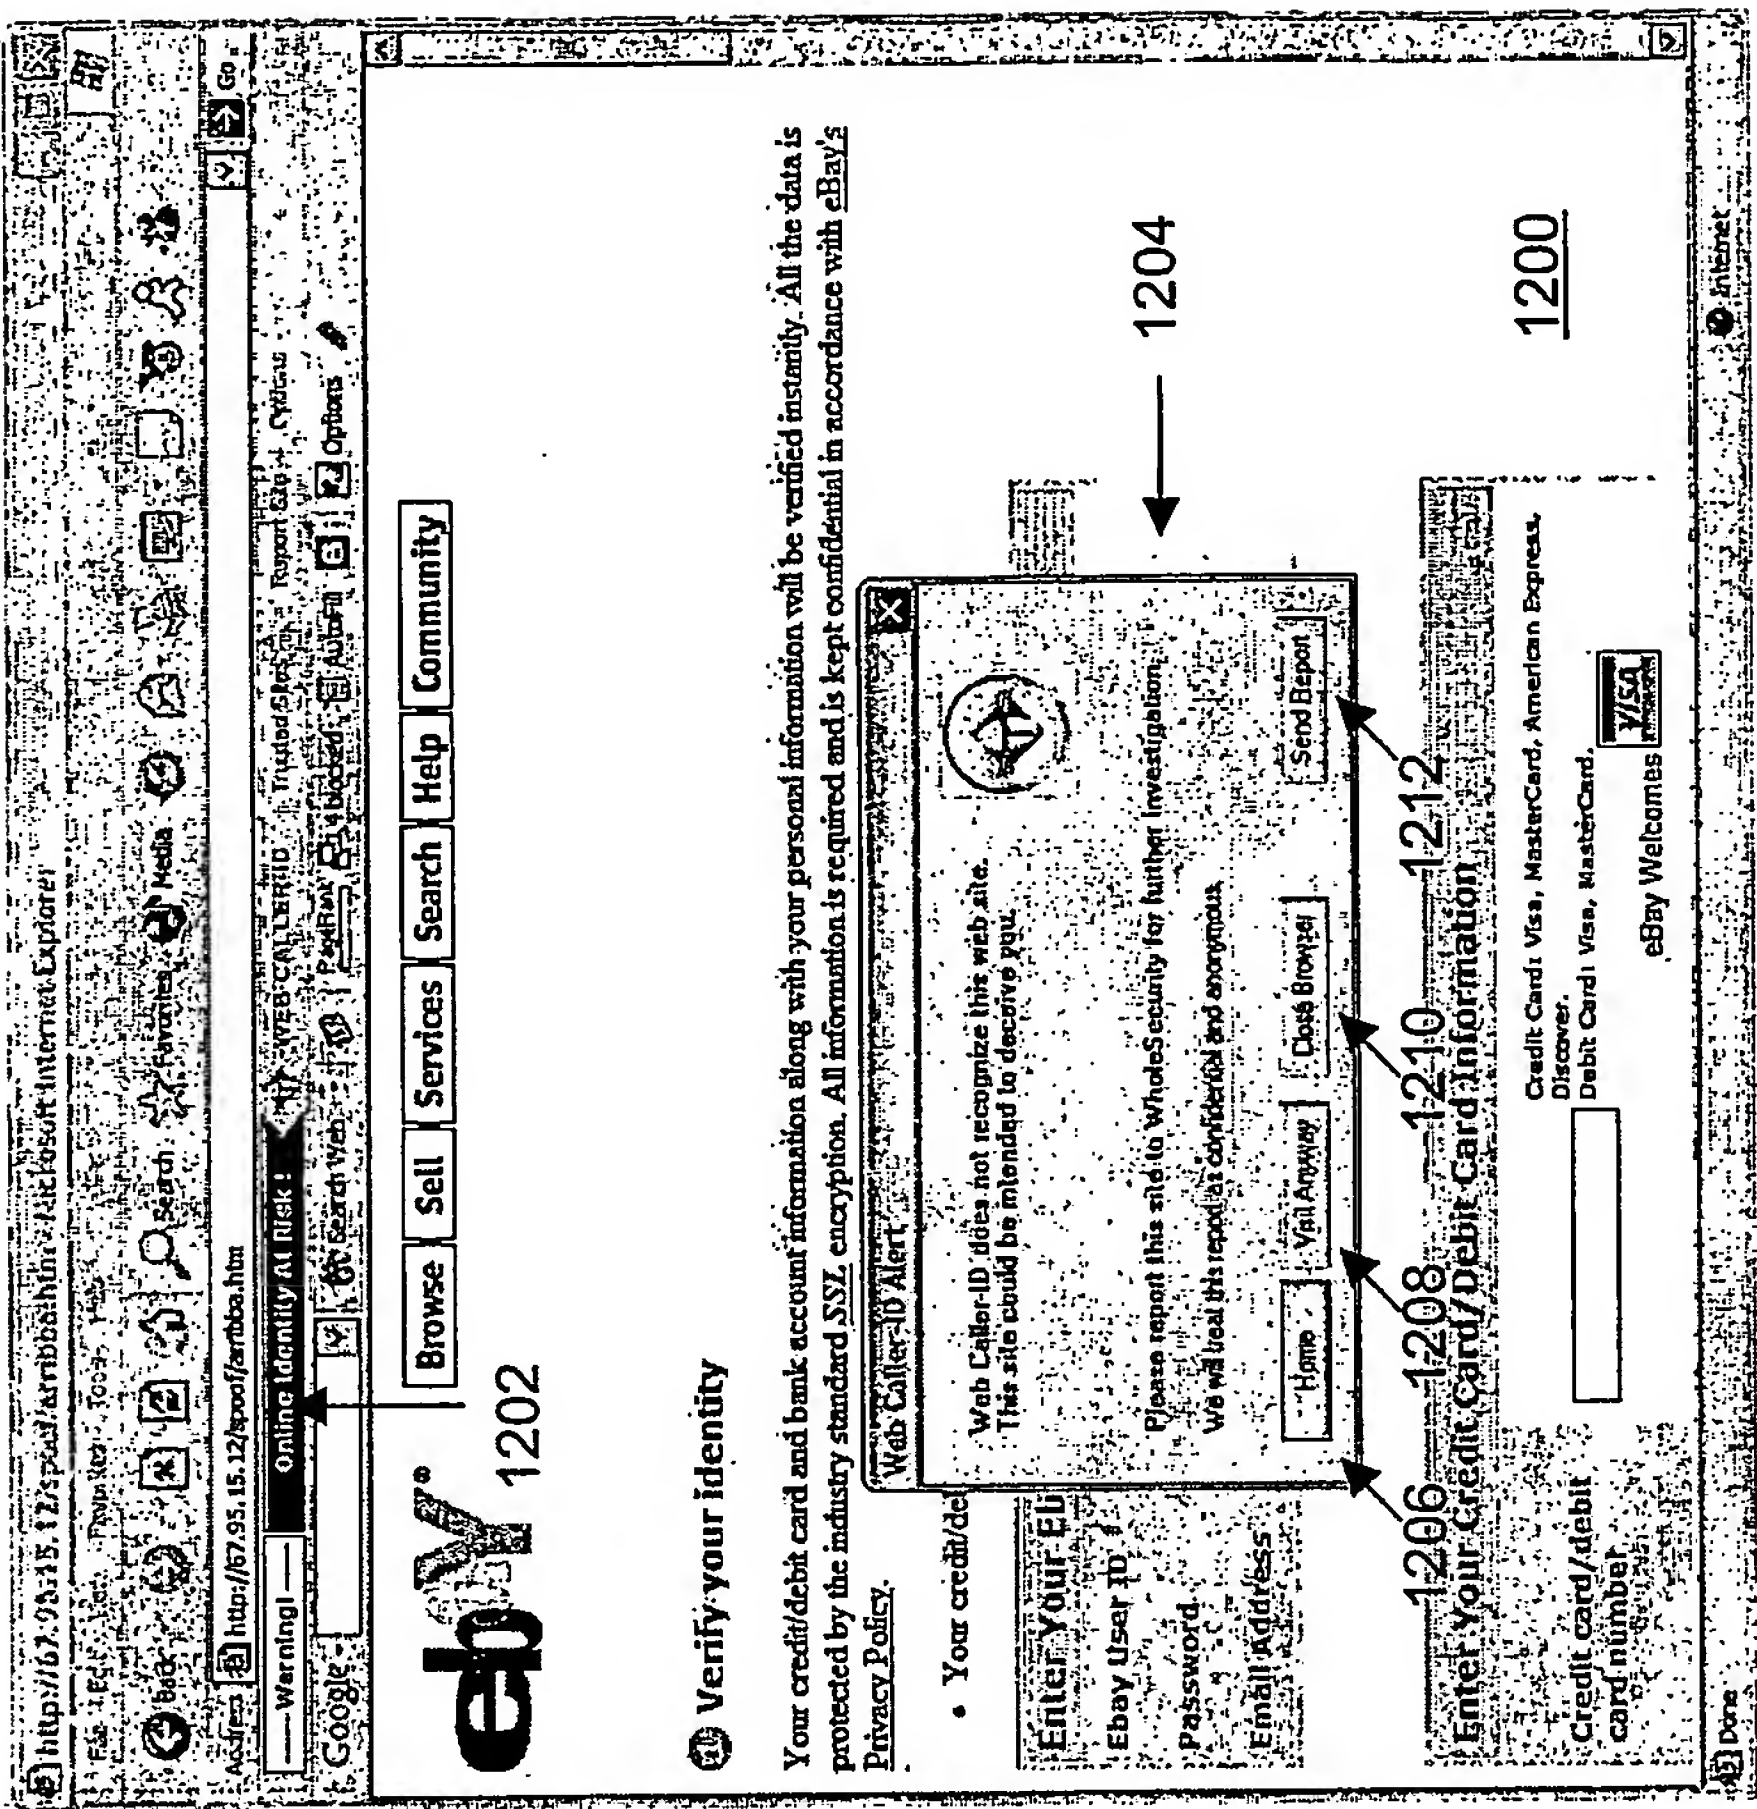 http://67.95.15.12/spoof/arribba.htm - Microsoft Internet Explorer
File Edit View Favorites Tools Help
Back Search Favorites Media
Address http://67.95.15.12/spoof/arribba.htm Go
Warning! Online Identity At Risk! WEB CALLER-ID Trusted Sites Report Site Options
Google Search Web PageRank blocked AutoFill Options
ebY®
1202
Browse Sell Services Search Help Community
Verify your identity
Your credit/debit card and bank account information along with your personal information will be verified instantly. All the data is
protected by the industry standard SSL encryption. All information is required and is kept confidential in accordance with eBay's
Privacy Policy.
• Your credit/del
Web Caller-ID Alert
Web Caller-ID does not recognize this web site.
This site could be intended to deceive you.
Please report this site to WholeSecurity for further investigation.
We will treat this report as confidential and anonymous.
Home Visit Anyway Close Browser Send Report
1204
Enter Your Eb
Ebay User ID
Password
Email Address
1206 1208 1210 1212
Enter Your Credit Card/Debit Card Information
Credit card/debit
card number
Credit Card: Visa, MasterCard, American Express,
Discover.
Debit Card: Visa, MasterCard.
eBay Welcomes VISA
1200
Done Internet